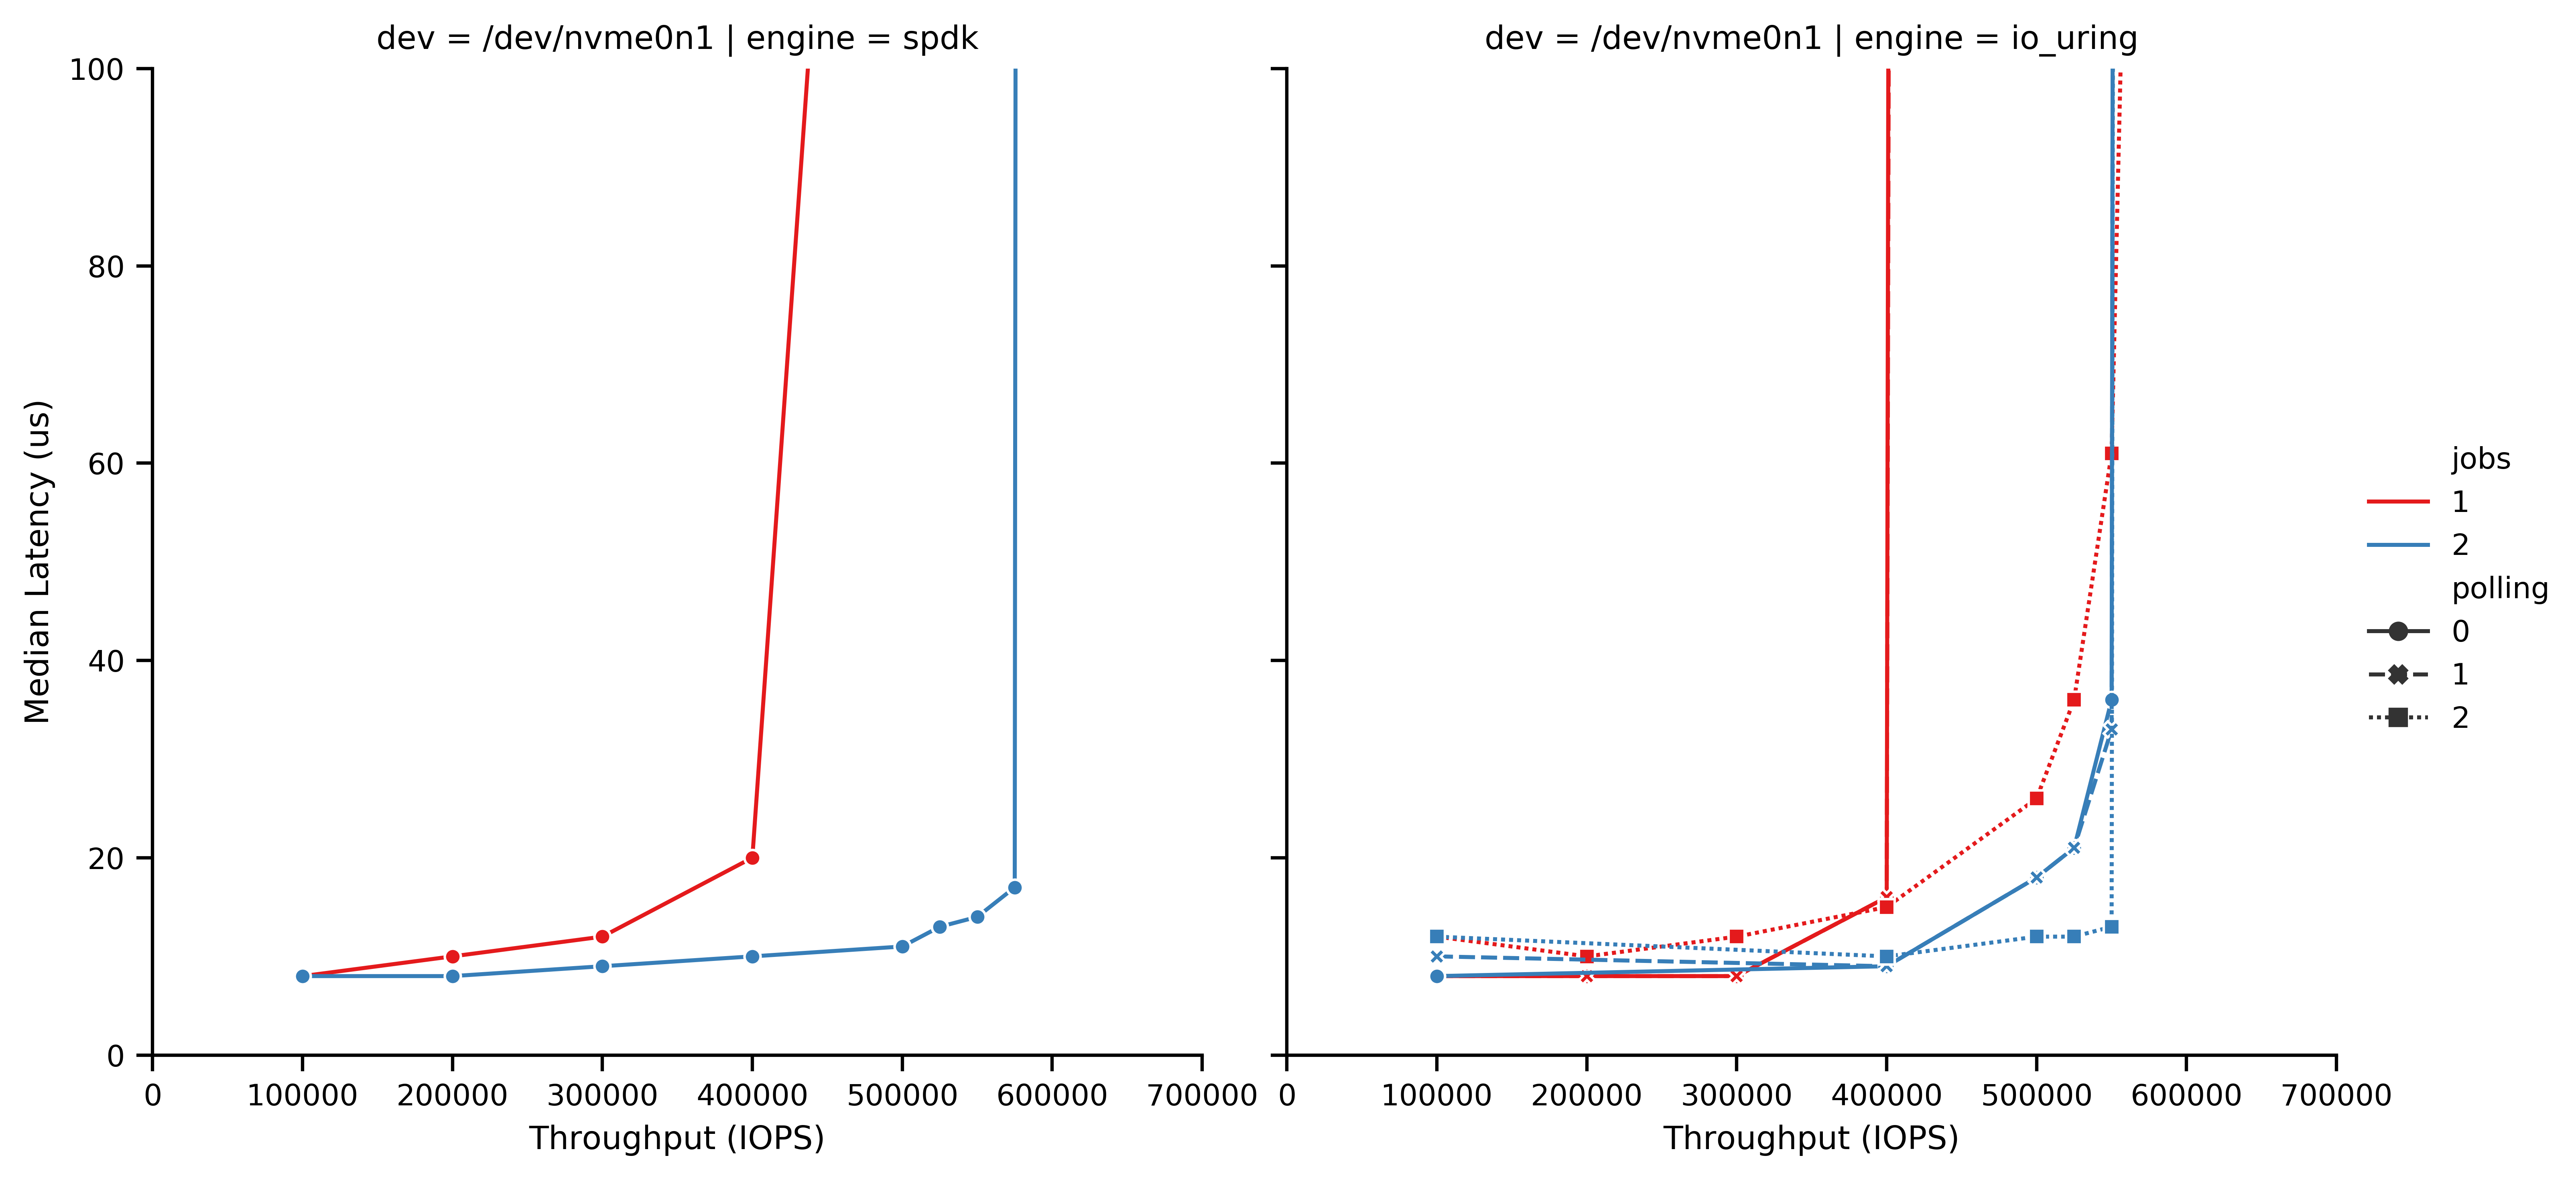 dev = /dev/nvme0n1 | engine = spdk
dev = /dev/nvme0n1 | engine = io_uring
Median Latency (us)
100
80
60
40
20
0
0 100000 200000 300000 400000 500000 600000 700000
0 100000 200000 300000 400000 500000 600000 700000
Throughput (IOPS)
Throughput (IOPS)
jobs
1
2
polling
0
1
2